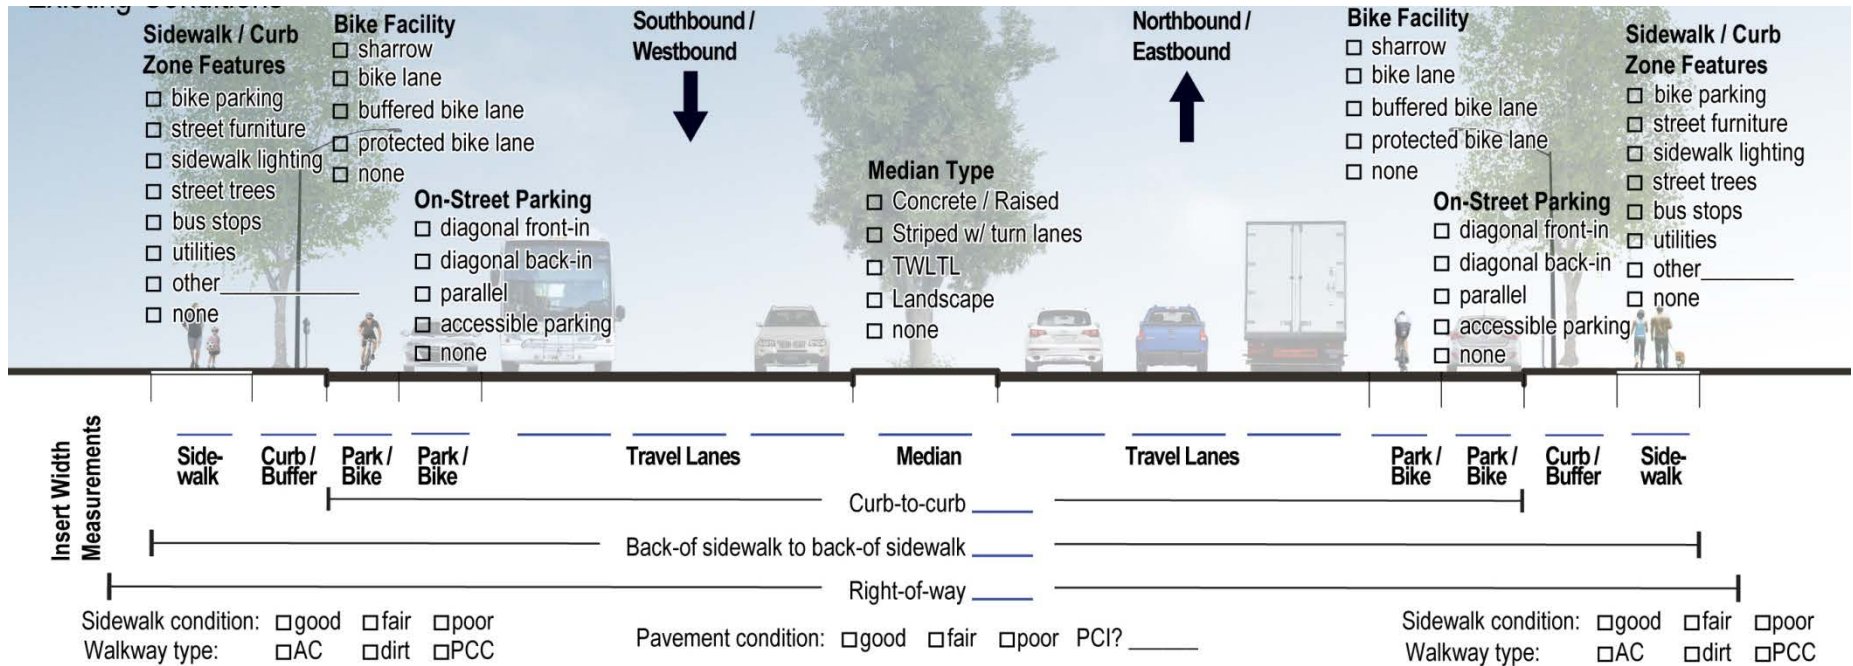 Existing Conditions
Sidewalk / Curb
Zone Features
☐ bike parking
☐ street furniture
☐ sidewalk lighting
☐ street trees
☐ bus stops
☐ utilities
☐ other______________
☐ none
Bike Facility
☐ sharrow
☐ bike lane
☐ buffered bike lane
☐ protected bike lane
☐ none
On-Street Parking
☐ diagonal front-in
☐ diagonal back-in
☐ parallel
☐ accessible parking
☐ none
Southbound /
Westbound
Median Type
☐ Concrete / Raised
☐ Striped w/ turn lanes
☐ TWLTL
☐ Landscape
☐ none
Northbound /
Eastbound
Bike Facility
☐ sharrow
☐ bike lane
☐ buffered bike lane
☐ protected bike lane
☐ none
On-Street Parking
☐ diagonal front-in
☐ diagonal back-in
☐ parallel
☐ accessible parking
☐ none
Sidewalk / Curb
Zone Features
☐ bike parking
☐ street furniture
☐ sidewalk lighting
☐ street trees
☐ bus stops
☐ utilities
☐ other_________
☐ none
Insert Width
Measurements
Side-
walk
Curb /
Buffer
Park /
Bike
Park /
Bike
Travel Lanes
Median
Travel Lanes
Park /
Bike
Park /
Bike
Curb /
Buffer
Side-
walk
Curb-to-curb ______
Back-of sidewalk to back-of sidewalk ______
Right-of-way ______
Sidewalk condition: ☐good ☐fair ☐poor
Walkway type: ☐AC ☐dirt ☐PCC
Pavement condition: ☐good ☐fair ☐poor PCI? ______
Sidewalk condition: ☐good ☐fair ☐poor
Walkway type: ☐AC ☐dirt ☐PCC